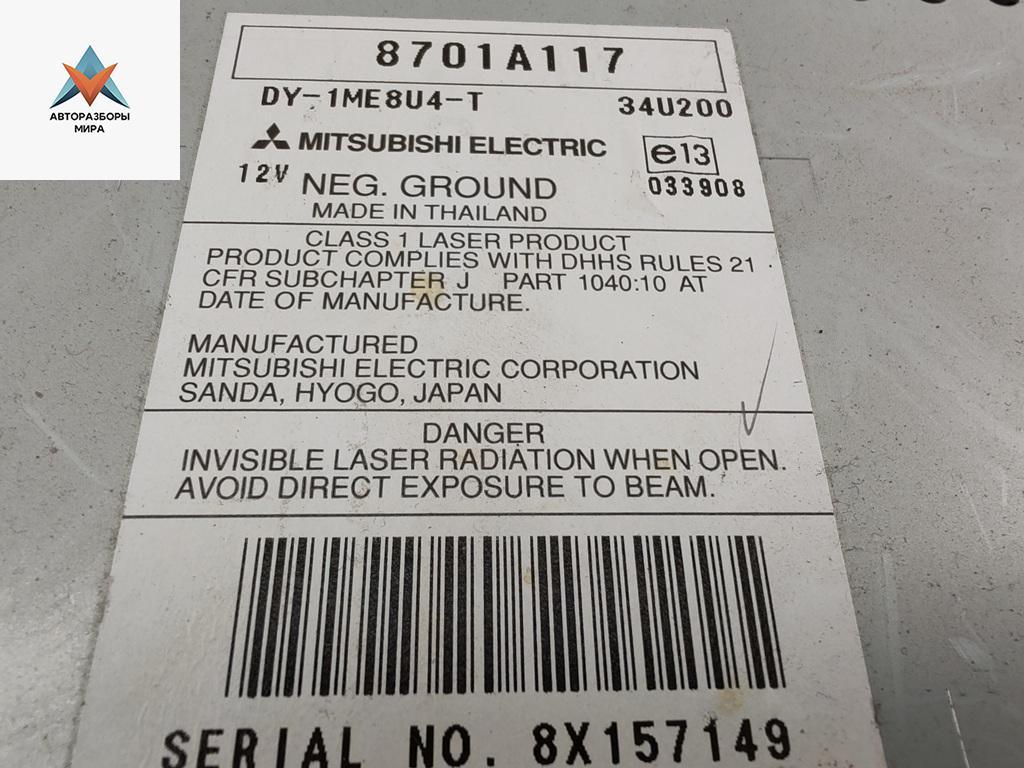 АВТОРАЗБОРЫ
МИРА
8701A117
DY-1ME8U4-T 34U200
MITSUBISHI ELECTRIC e13
12V NEG. GROUND 033908
MADE IN THAILAND
CLASS 1 LASER PRODUCT
PRODUCT COMPLIES WITH DHHS RULES 21
CFR SUBCHAPTER J PART 1040:10 AT
DATE OF MANUFACTURE.
MANUFACTURED
MITSUBISHI ELECTRIC CORPORATION
SANDA, HYOGO, JAPAN
DANGER
INVISIBLE LASER RADIATION WHEN OPEN.
AVOID DIRECT EXPOSURE TO BEAM.
SERIAL NO. 8X157149